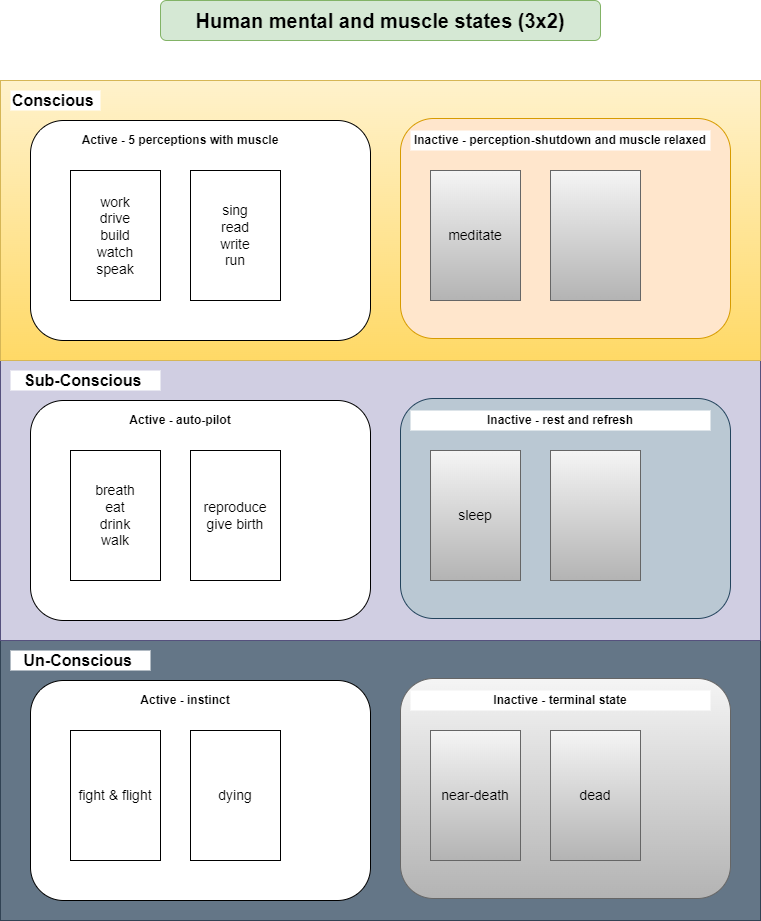 Human mental and muscle states (3x2)
Conscious
Active - 5 perceptions with muscle
work
drive
build
watch
speak
sing
read
write
run
Inactive - perception-shutdown and muscle relaxed
meditate
Sub-Conscious
Active - auto-pilot
breath
eat
drink
walk
reproduce
give birth
Inactive - rest and refresh
sleep
Un-Conscious
Active - instinct
fight & flight
dying
Inactive - terminal state
near-death
dead